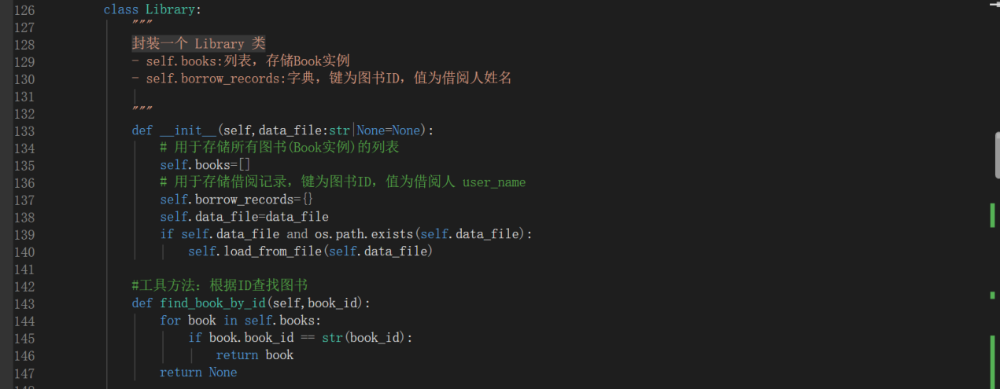 126 class Library:
127 """
128 封装一个 Library 类
129 - self.books:列表，存储Book实例
130 - self.borrow_records:字典，键为图书ID，值为借阅人姓名
131
132 """
133 def __init__(self,data_file:str|None=None):
134 # 用于存储所有图书(Book实例)的列表
135 self.books=[]
136 # 用于存储借阅记录，键为图书ID，值为借阅人 user_name
137 self.borrow_records={}
138 self.data_file=data_file
139 if self.data_file and os.path.exists(self.data_file):
140 self.load_from_file(self.data_file)
141
142 #工具方法：根据ID查找图书
143 def find_book_by_id(self,book_id):
144 for book in self.books:
145 if book.book_id == str(book_id):
146 return book
147 return None